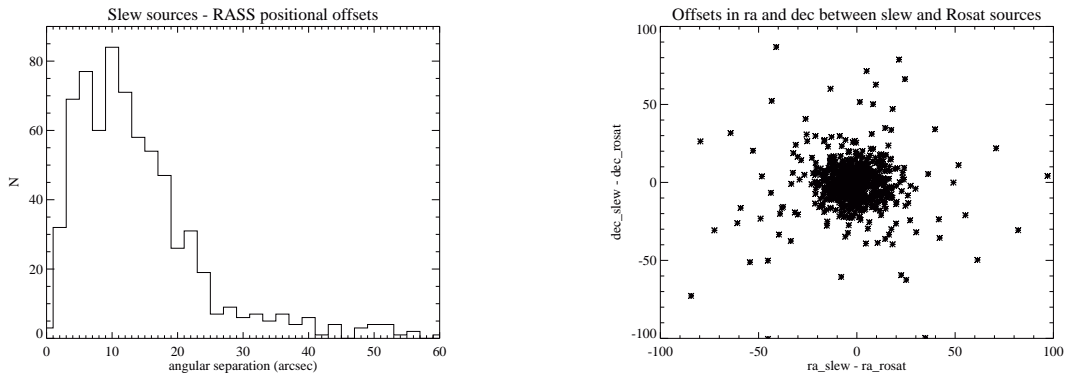 Slew sources - RASS positional offsets
80
60
40
20
0
N
0 10 20 30 40 50 60
angular separation (arcsec)
Offsets in ra and dec between slew and Rosat sources
100
50
0
-50
-100
dec_slew - dec_rosat
-100 -50 0 50 100
ra_slew - ra_rosat